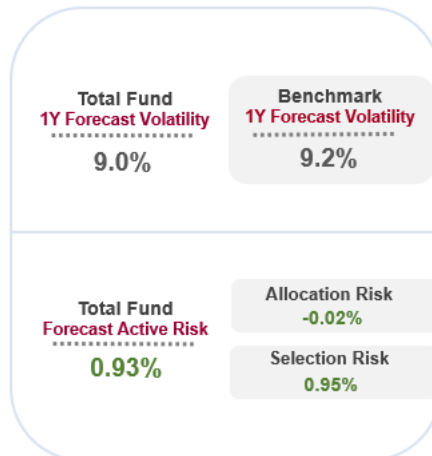 Total Fund
1Y Forecast Volatility
9.0%
Benchmark
1Y Forecast Volatility
9.2%
Total Fund
Forecast Active Risk
0.93%
Allocation Risk
-0.02%
Selection Risk
0.95%